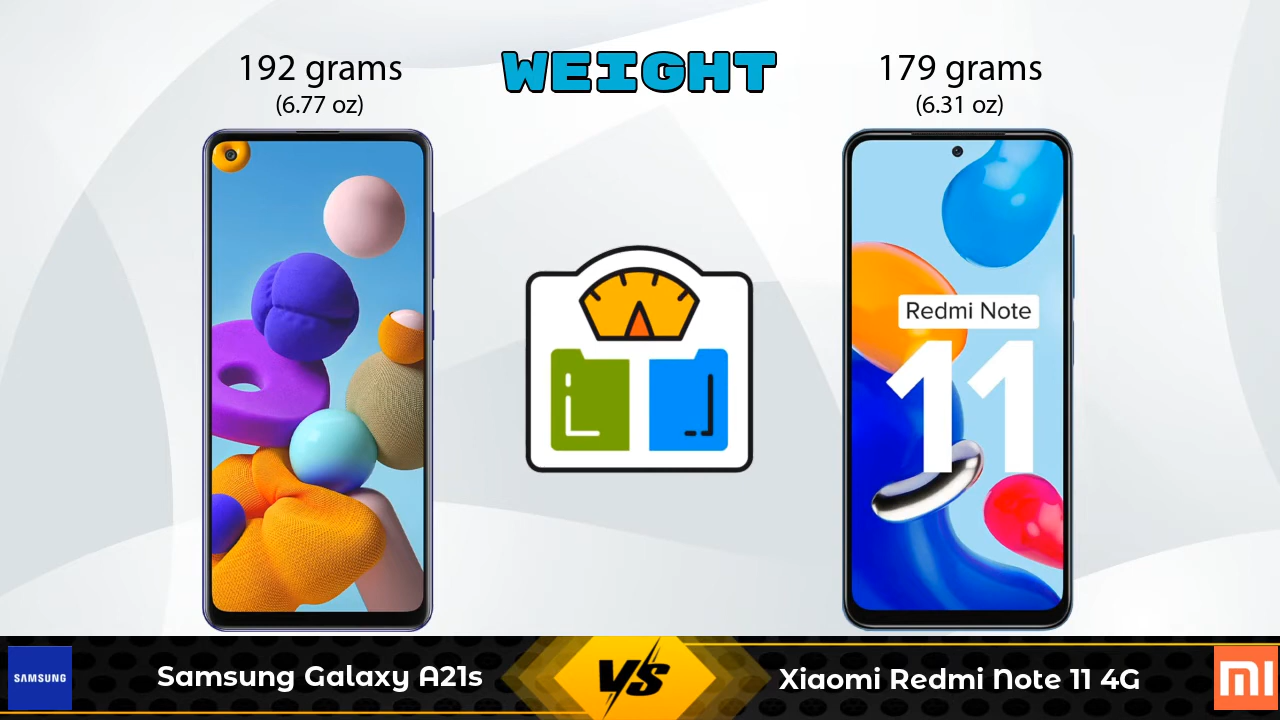 WEIGHT
192 grams
(6.77 oz)
179 grams
(6.31 oz)
Redmi Note
11
SAMSUNG
Samsung Galaxy A21s
VS
Xiaomi Redmi Note 11 4G
MI